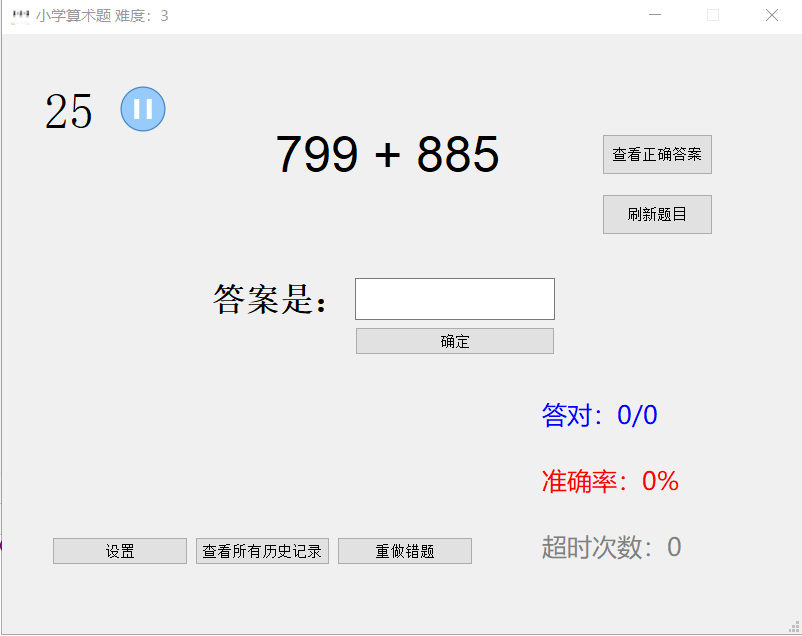 小学算术题 难度：3
25
799 + 885
查看正确答案
刷新题目
答案是：
确定
答对：0/0
准确率：0%
超时次数：0
设置
查看所有历史记录
重做错题